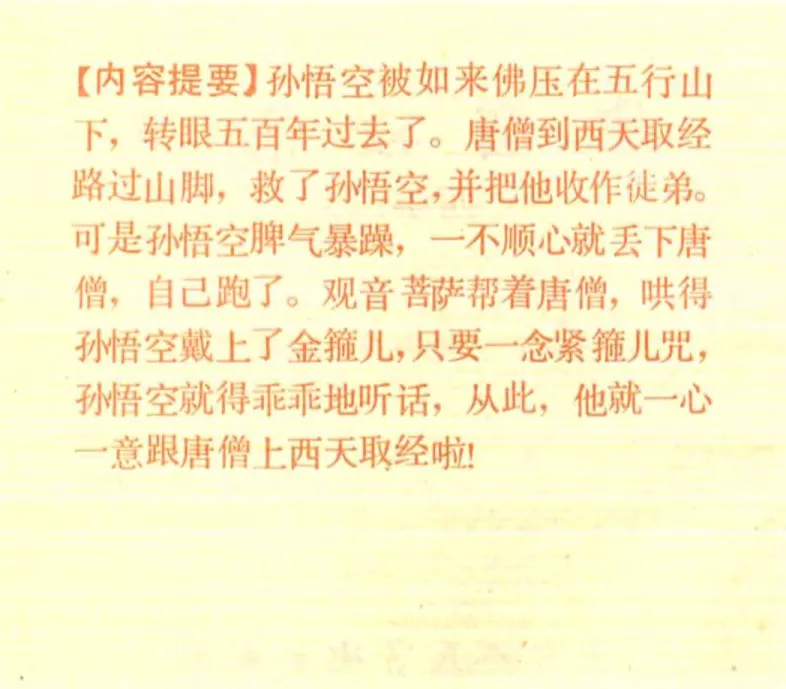 【内容提要】孙悟空被如来佛压在五行山
下，转眼五百年过去了。唐僧到西天取经
路过山脚，救了孙悟空，并把他收作徒弟。
可是孙悟空脾气暴躁，一不顺心就丢下唐
僧，自己跑了。观音菩萨帮着唐僧，哄得
孙悟空戴上了金箍儿，只要一念紧箍儿咒，
孙悟空就得乖乖地听话，从此，他就一心
一意跟唐僧上西天取经啦！